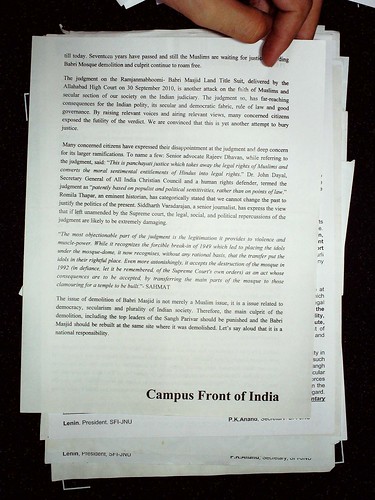 till today. Seventeen years have passed and still the Muslims are waiting for justice
Babri Mosque demolition and culprit continue to roam free.
The judgment on the Ramjanmabhoomi- Babri Masjid Land Title Suit, delivered by the
Allahabad High Court on 30 September 2010, is another attack on the faith of Muslims and
secular section of our society on the Indian judiciary. The judgment has far-reaching
consequences for the Indian polity, its secular and democratic fabric, rule of law and good
governance. By raising relevant voices and airing relevant views, many concerned citizens
exposed the futility of the verdict. We are convinced that this is yet another attempt to bury
justice.
Many concerned citizens have expressed their disappointment at the judgment and deep concern
for its larger ramifications. To name a few: Senior advocate Rajeev Dhavan, while referring to
the judgment, said: "This is panchayati justice which takes away the legal rights of Muslims and
converts the moral sentimental entitlements of Hindus into legal rights." Dr. John Dayal,
Secretary General of All India Christian Council and a human rights defender, termed the
judgment as "patently based on populist and political sensitivities, rather than on points of law."
Romila Thapar, an eminent historian, has categorically stated that we cannot change the past to
justify the politics of the present. Siddharth Varadarajan, a senior journalist, has express the view
that if left unamended by the Supreme court, the legal, social, and political repercussions of the
judgment are likely to be extremely damaging.
"The most objectionable part of the judgment is the legitimation it provides to violence and
muscle-power. While it recognizes the forcible break-in of 1949 which led to placing the idols
under the mosque-dome, it now recognizes, without any rational basis, that the transfer put the
idols in their rightful place. Even more astonishingly, it accepts the destruction of the mosque in
1992 (in defiance, let it be remembered, of the Supreme Court's own orders) as an act whose
consequences are to be accepted, by transferring the main parts of the mosque to those
clamouring for a temple to be built."- SAHMAT
The issue of demolition of Babri Masjid is not merely a Muslim issue, it is a issue related to
democracy, secularism and plurality of Indian society. Therefore, the main culprit of the
demolition, including the top leaders of the Sangh Parivar should be punished and the Babri
Masjid should be rebuilt at the same site where it was demolished. Let's say aloud that it is a
national responsibility.
Campus Front of India
Lenin, President, SFI-JNU
P.K.Anand,
Lenin, President, SFI-JNU